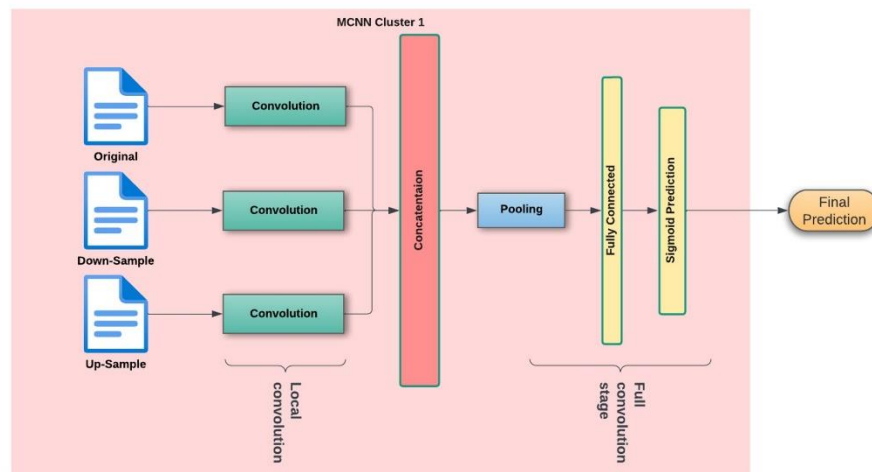 MCNN Cluster 1
Original
Convolution
Down-Sample
Convolution
Up-Sample
Convolution
Local
convolution
Concatentaion
Pooling
Fully Connected
Sigmoid Prediction
Full
convolution
stage
Final
Prediction